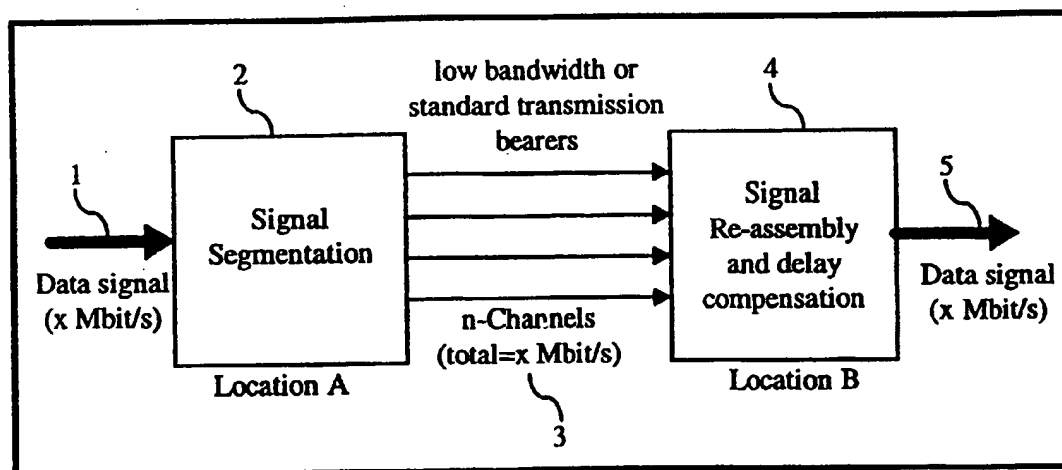 low bandwidth or
standard transmission
bearers
2
4
1
5
Signal
Segmentation
Signal
Re-assembly
and delay
compensation
Data signal
(x Mbit/s)
Data signal
(x Mbit/s)
n-Channels
(total=x Mbit/s)
Location A
Location B
3